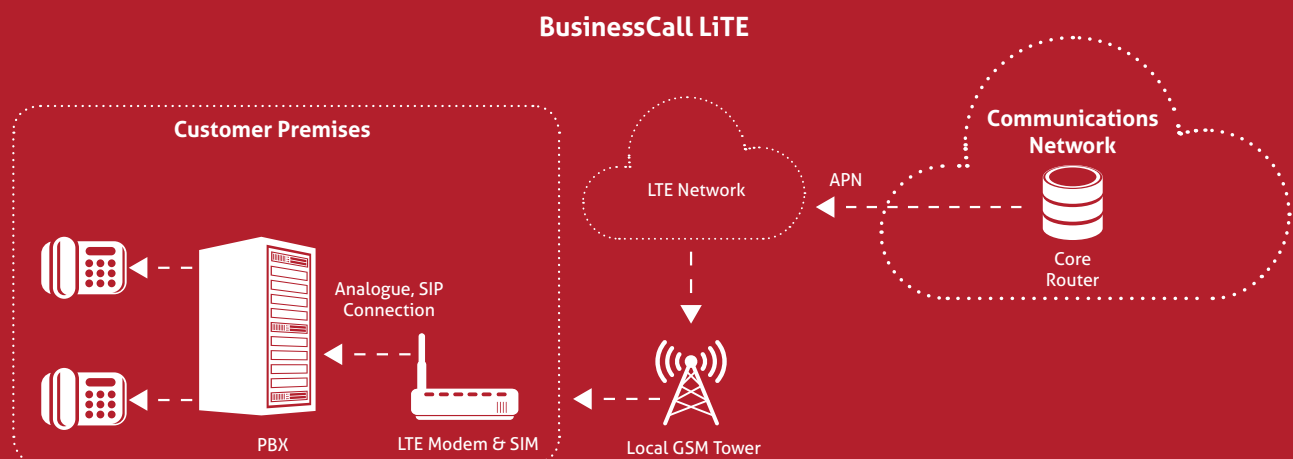 BusinessCall LiTE
Customer Premises
Communications
Network
LTE Network
APN
Core
Router
Analogue, SIP
Connection
PBX
LTE Modem & SIM
Local GSM Tower